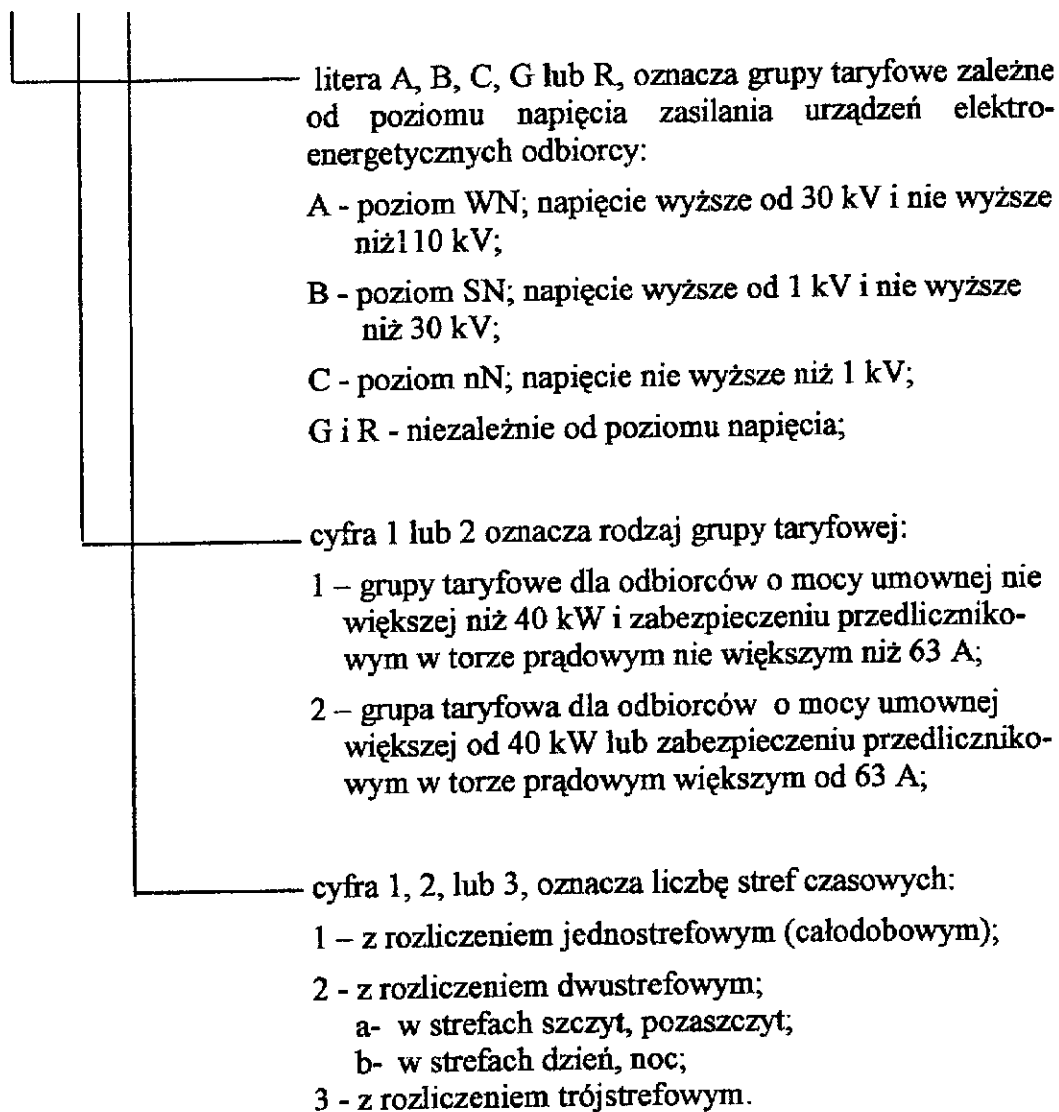 litera A, B, C, G lub R, oznacza grupy taryfowe zależne
od poziomu napięcia zasilania urządzeń elektro-
energetycznych odbiorcy:
A - poziom WN; napięcie wyższe od 30 kV i nie wyższe
niż110 kV;
B - poziom SN; napięcie wyższe od 1 kV i nie wyższe
niż 30 kV;
C - poziom nN; napięcie nie wyższe niż 1 kV;
G i R - niezależnie od poziomu napięcia;
cyfra 1 lub 2 oznacza rodzaj grupy taryfowej:
1 – grupy taryfowe dla odbiorców o mocy umownej nie
większej niż 40 kW i zabezpieczeniu przedliczniko-
wym w torze prądowym nie większym niż 63 A;
2 – grupa taryfowa dla odbiorców o mocy umownej
większej od 40 kW lub zabezpieczeniu przedliczniko-
wym w torze prądowym większym od 63 A;
cyfra 1, 2, lub 3, oznacza liczbę stref czasowych:
1 – z rozliczeniem jednostrefowym (całodobowym);
2 - z rozliczeniem dwustrefowym;
a- w strefach szczyt, pozaszczyt;
b- w strefach dzień, noc;
3 - z rozliczeniem trójstrefowym.